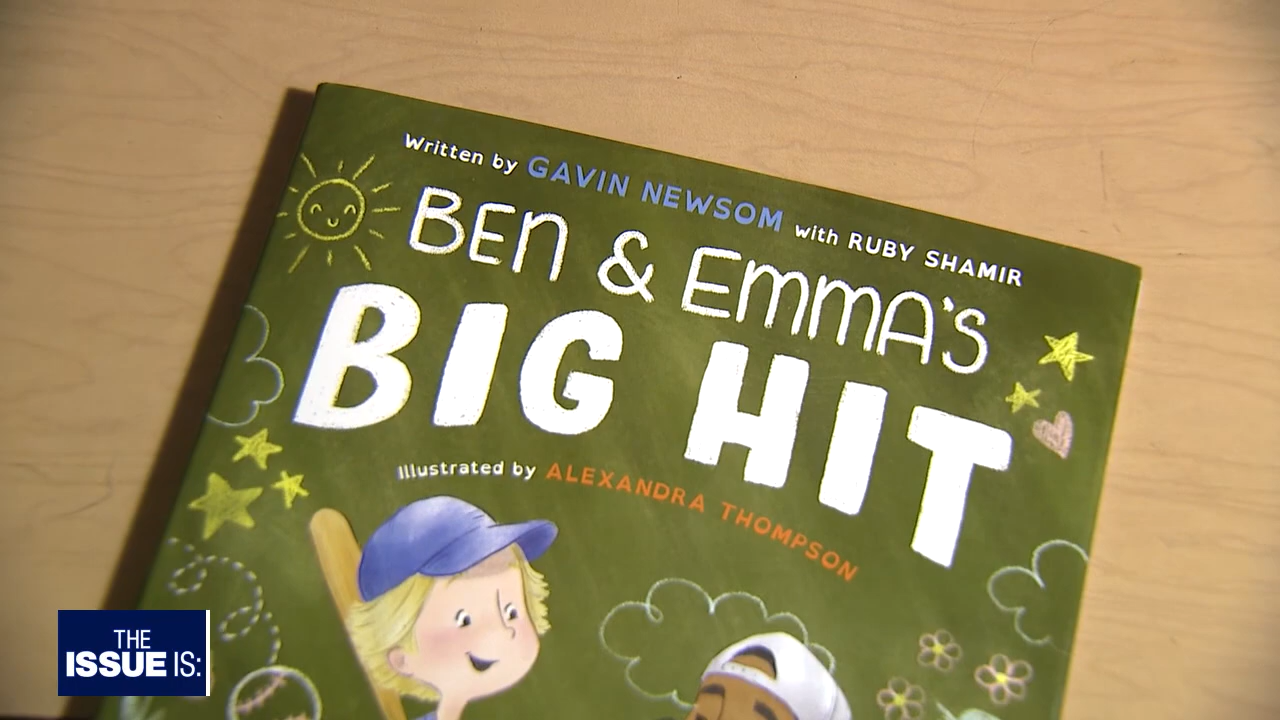 Written by GAVIN NEWSOM with RUBY SHAMIR
BEN & EMMA'S
BIG HIT
Illustrated by ALEXANDRA THOMPSON
THE
ISSUE IS: